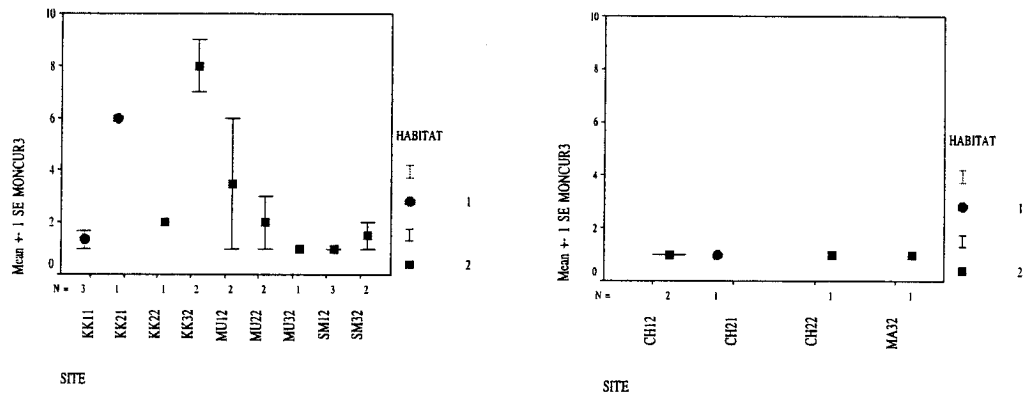 10
8
6
4
2
0
Mean +- 1 SE MONCUR3
N = 3 1 1 2 2 2 1 3 2
KK11 KK21 KK22 KK32 MU12 MU22 MU32 SM12 SM32
SITE
HABITAT
1
2
10
8
6
4
2
0
Mean +- 1 SE MONCUR3
N = 2 1 1 1
CH12 CH21 CH22 MA32
SITE
HABITAT
1
2